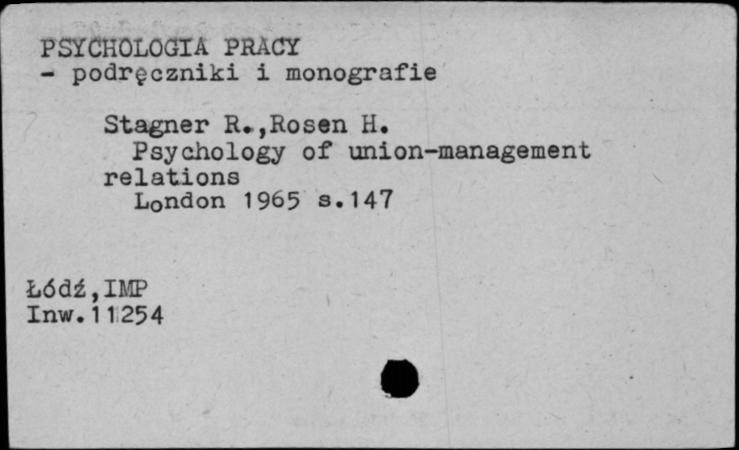 PSYCHOLOGIA PRACY
- podręczniki i monografie
Stagner R.,Rosen H.
Psychology of union-management
relations
London 1965 s.147
Łódź,IMP
Inw.11254